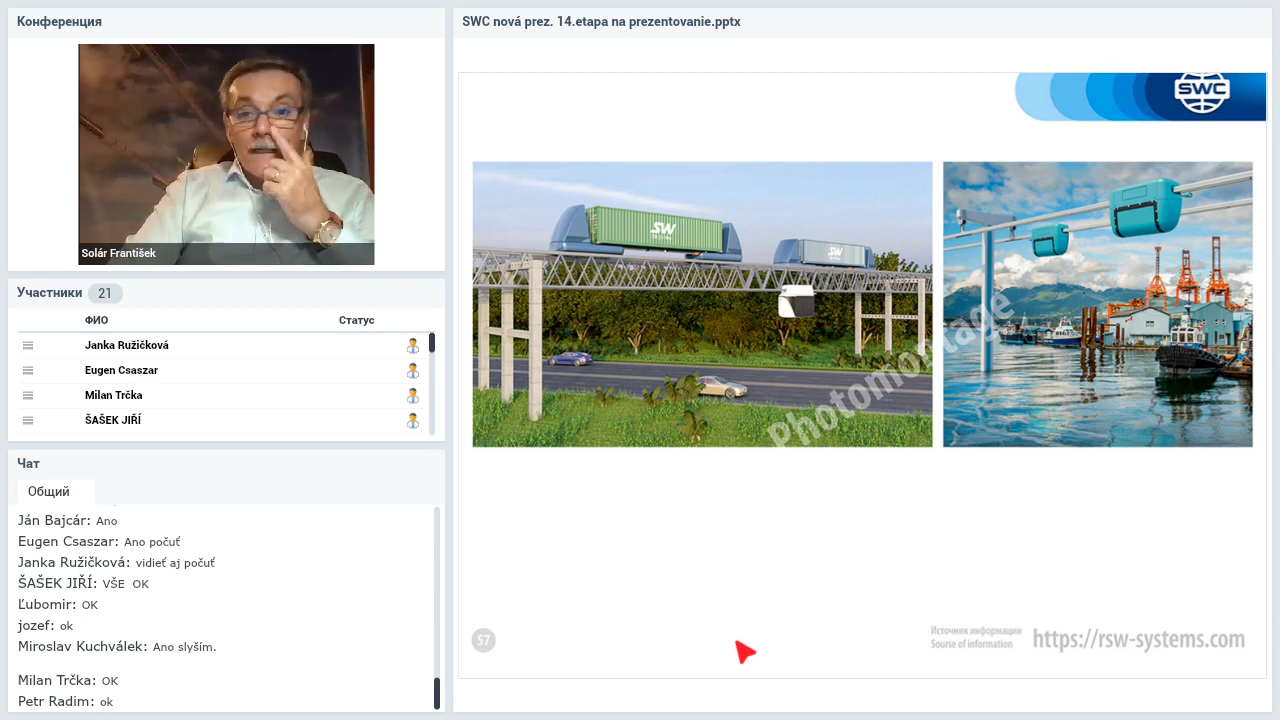 Конференция
Solár František
Участники 21
ФИО Статус
Janka Ružičková
Eugen Csaszar
Milan Trčka
ŠAŠEK JIŘÍ
Чат
Общий
Ján Bajcár: Ano
Eugen Csaszar: Ano počuť
Janka Ružičková: vidieť aj počuť
ŠAŠEK JIŘÍ: VŠE OK
Ľubomir: OK
jozef: ok
Miroslav Kuchválek: Ano slyším.
Milan Trčka: OK
Petr Radim: ok
SWC nová prez. 14.etapa na prezentovanie.pptx
SWC
SW
SW
Photomontage
57
Источник информации
Sourse of information
https://rsw-systems.com